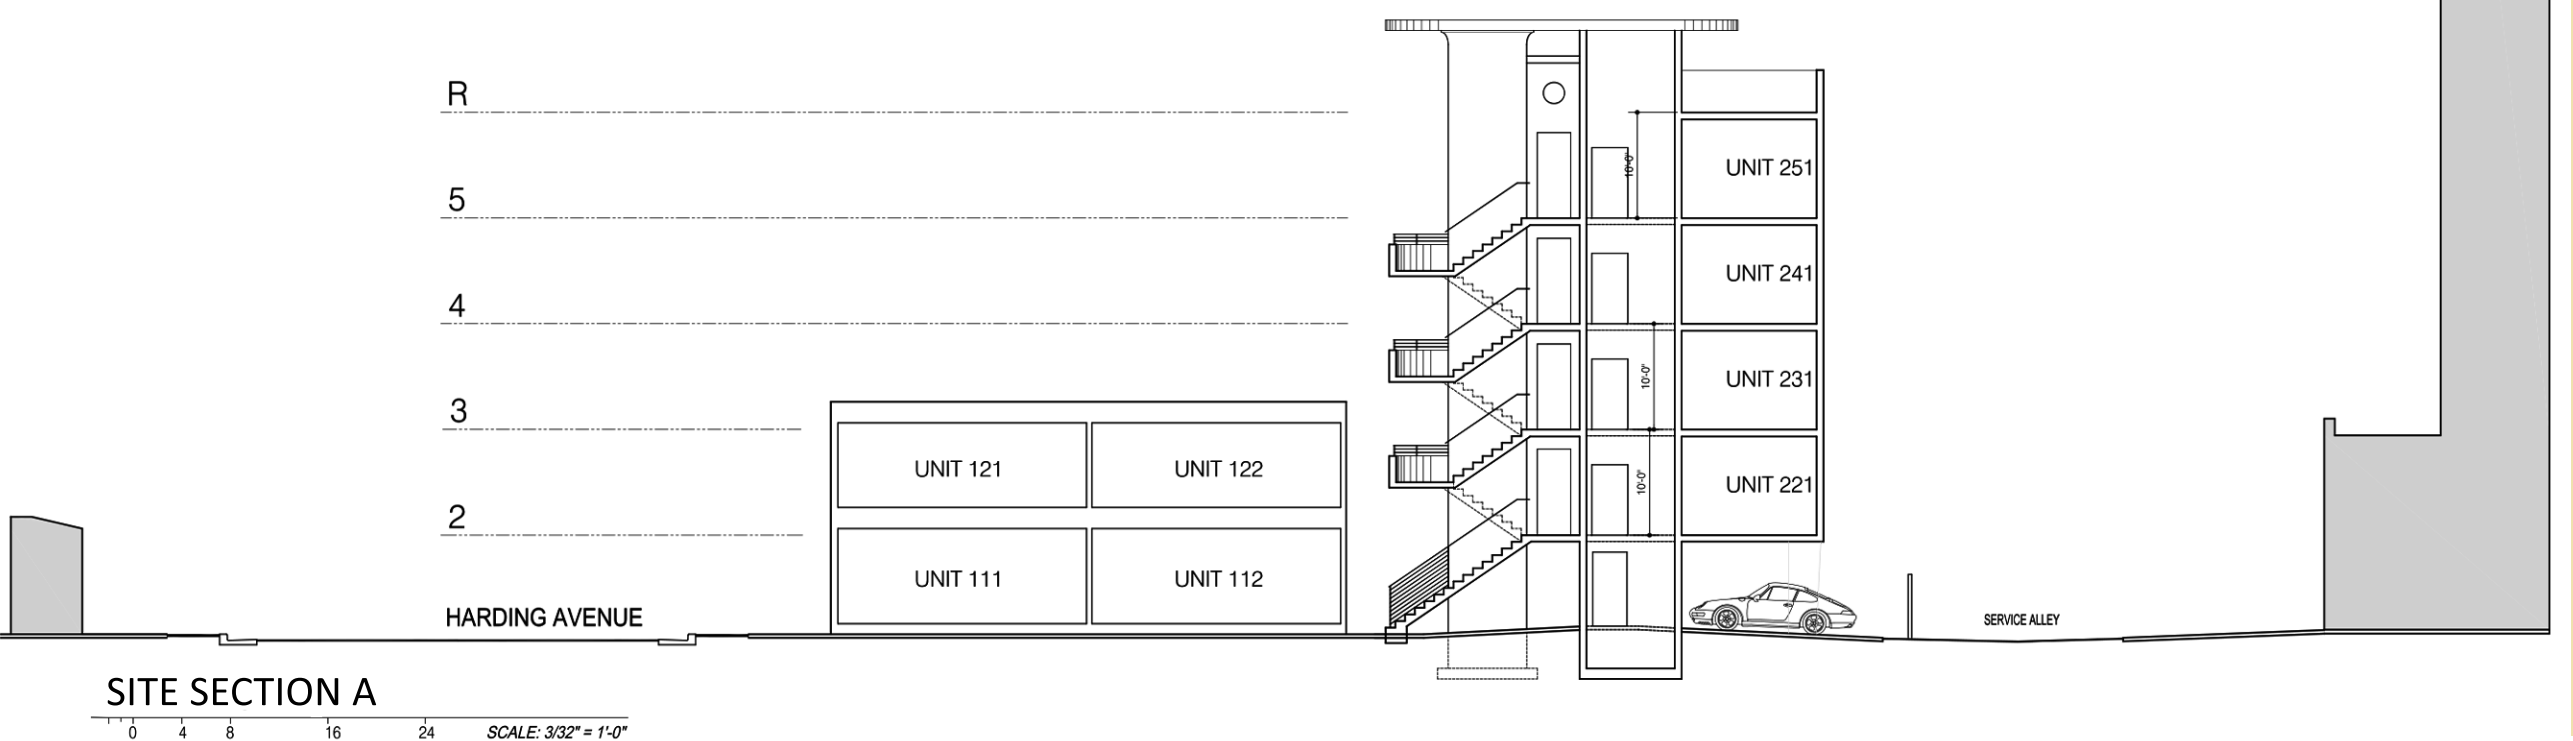 R
5
4
3
2
10'-0"
10'-0"
10'-0"
UNIT 251
UNIT 241
UNIT 231
UNIT 221
UNIT 121
UNIT 122
UNIT 111
UNIT 112
HARDING AVENUE
SERVICE ALLEY
SITE SECTION A
0 4 8 16 24 SCALE: 3/32" = 1'-0"